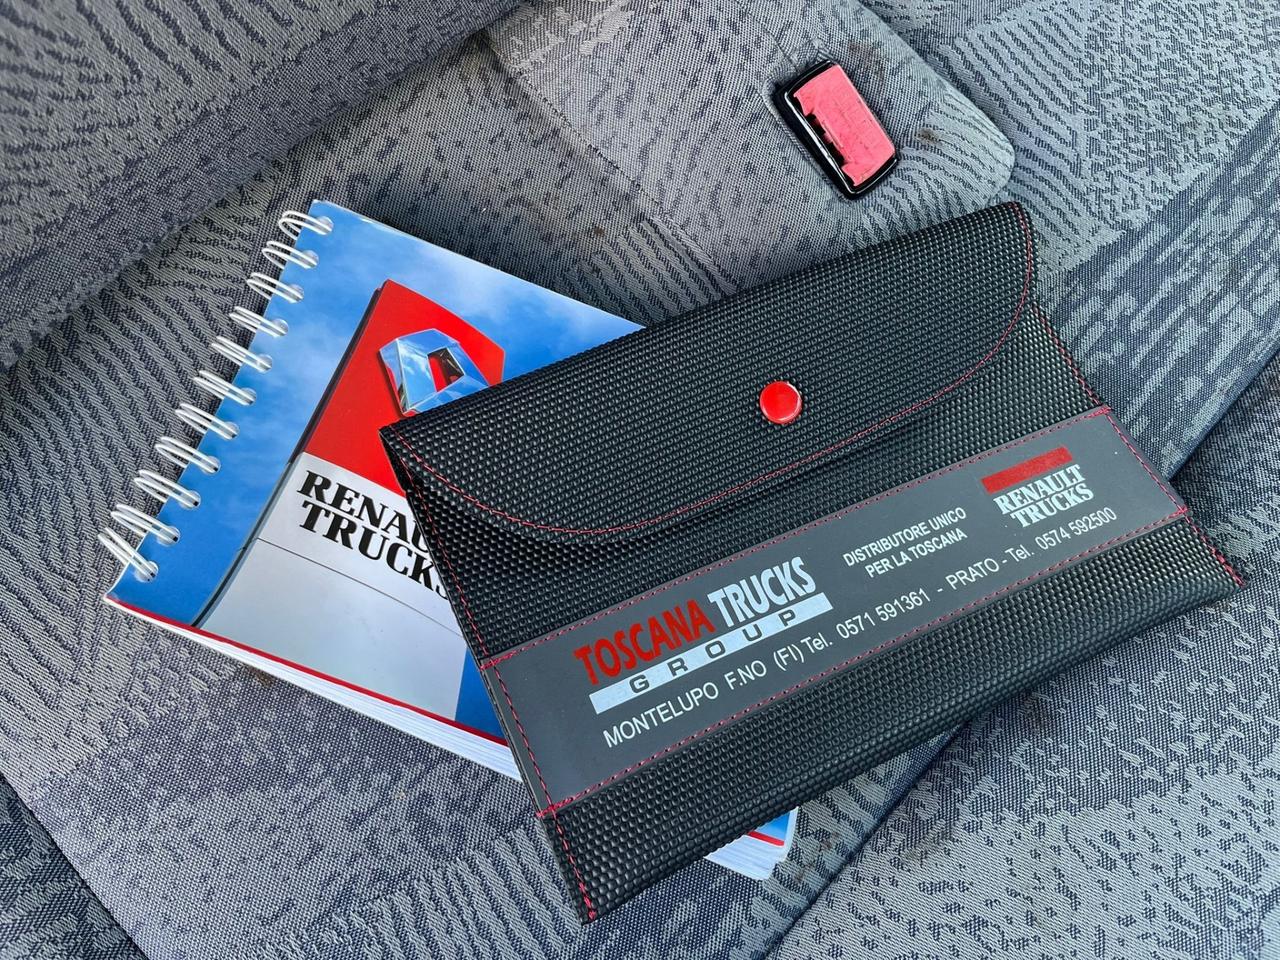 RENAULT
TRUCKS
TOSCANA TRUCKS
GROUP
DISTRIBUTORE UNICO
PER LA TOSCANA
RENAULT
TRUCKS
MONTELUPO F.NO (FI) Tel. 0571 591361 - PRATO - Tel. 0574 592500